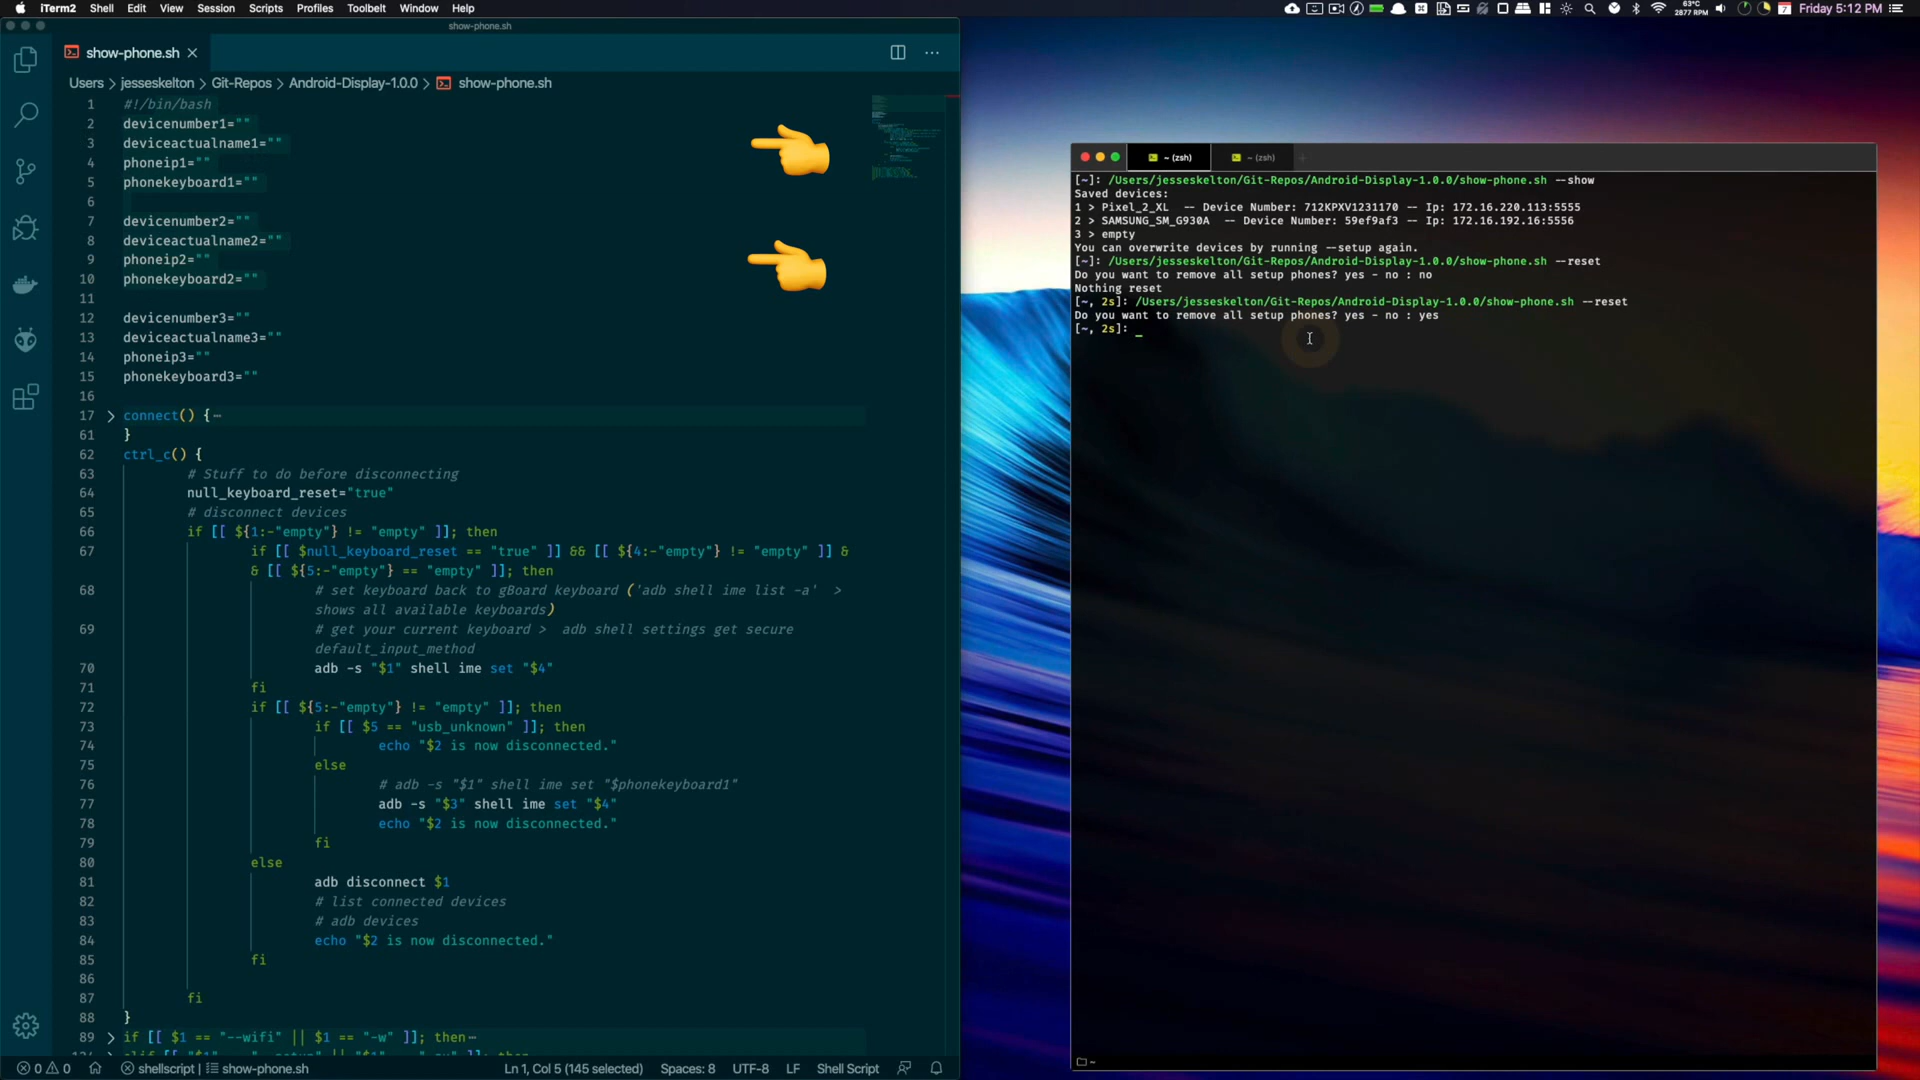 iTerm2 Shell Edit View Session Scripts Profiles Toolbelt Window Help
63°C
2877 RPM
7
Friday 5:12 PM
show-phone.sh
show-phone.sh
Users > jesseskelton > Git-Repos > Android-Display-1.0.0 > show-phone.sh
1 #!/bin/bash
2 devicenumber1=""
3 deviceactualname1=""
4 phoneip1=""
5 phonekeyboard1=""
6
7 devicenumber2=""
8 deviceactualname2=""
9 phoneip2=""
10 phonekeyboard2=""
11
12 devicenumber3=""
13 deviceactualname3=""
14 phoneip3=""
15 phonekeyboard3=""
16
17 connect() {
61 }
62 ctrl_c() {
63 # Stuff to do before disconnecting
64 null_keyboard_reset="true"
65 # disconnect devices
66 if [[ ${1:-"empty"} != "empty" ]]; then
67 if [[ $null_keyboard_reset == "true" ]] && [[ ${4:-"empty"} != "empty" ]] &
& [[ ${5:-"empty"} == "empty" ]]; then
68 # set keyboard back to gBoard keyboard ('adb shell ime list -a' >
shows all available keyboards)
69 # get your current keyboard > adb shell settings get secure
default_input_method
70 adb -s "$1" shell ime set "$4"
71 fi
72 if [[ ${5:-"empty"} != "empty" ]]; then
73 if [[ $5 == "usb_unknown" ]]; then
74 echo "$2 is now disconnected."
75 else
76 # adb -s "$1" shell ime set "$phonekeyboard1"
77 adb -s "$3" shell ime set "$4"
78 echo "$2 is now disconnected."
79 fi
80 else
81 adb disconnect $1
82 # list connected devices
83 # adb devices
84 echo "$2 is now disconnected."
85 fi
86
87 fi
88 }
89 if [[ $1 == "--wifi" || $1 == "-w" ]]; then
0 0 shellscript | show-phone.sh Ln 1, Col 5 (145 selected) Spaces: 8 UTF-8 LF Shell Script
~ (zsh) ~ (zsh)
[~]: /Users/jesseskelton/Git-Repos/Android-Display-1.0.0/show-phone.sh --show
Saved devices:
1 > Pixel_2_XL -- Device Number: 712KPXV1231170 -- Ip: 172.16.220.113:5555
2 > SAMSUNG_SM_G930A -- Device Number: 59ef9af3 -- Ip: 172.16.192.16:5556
3 > empty
You can overwrite devices by running --setup again.
[~]: /Users/jesseskelton/Git-Repos/Android-Display-1.0.0/show-phone.sh --reset
Do you want to remove all setup phones? yes - no : no
Nothing reset
[~, 2s]: /Users/jesseskelton/Git-Repos/Android-Display-1.0.0/show-phone.sh --reset
Do you want to remove all setup phones? yes - no : yes
[~, 2s]: _
~